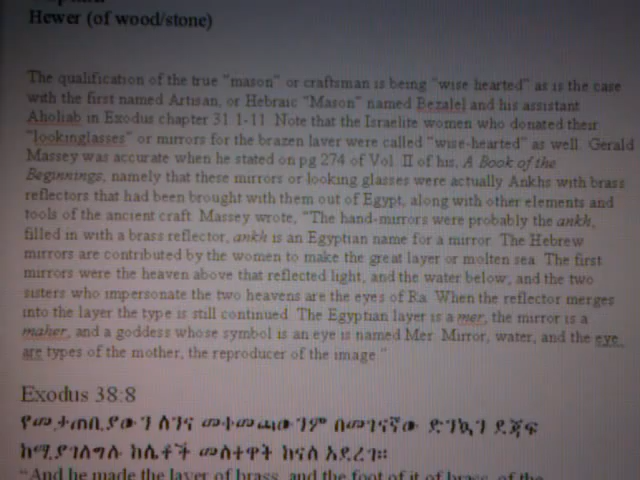 Hewer (of wood/stone)
The qualification of the true "mason" or craftsman is being "wise hearted" as is the case
with the first named Artisan, or Hebraic "Mason" named Bezalel and his assistant
Aholiab in Exodus chapter 31 1-11 Note that the Israelite women who donated their
"lookinglasses" or mirrors for the brazen laver were called "wise-hearted" as well. Gerald
Massey was accurate when he stated on pg 274 of Vol. II of his, A Book of the
Beginnings, namely that these mirrors or looking glasses were actually Ankhs with brass
reflectors that had been brought with them out of Egypt, along with other elements and
tools of the ancient craft. Massey wrote, "The hand-mirrors were probably the ankh,
filled in with a brass reflector, ankh is an Egyptian name for a mirror. The Hebrew
mirrors are contributed by the women to make the great layer or molten sea. The first
mirrors were the heaven above that reflected light, and the water below, and the two
sisters who impersonate the two heavens are the eyes of Ra. When the reflector merges
into the layer the type is still continued. The Egyptian layer is a mer, the mirror is a
maher, and a goddess whose symbol is an eye is named Mer. Mirror, water, and the eye,
are types of the mother, the reproducer of the image."
Exodus 38:8
የመታጠቢያውን ሰንና መቀመጫውንም በመገናኛው ድንኳን ደጃፍ
ከሚያገለግሉ ከሴቶች መስተዋት ከናስ አደረገ።
"And he made the laver of brass, and the foot of it of brass, of the